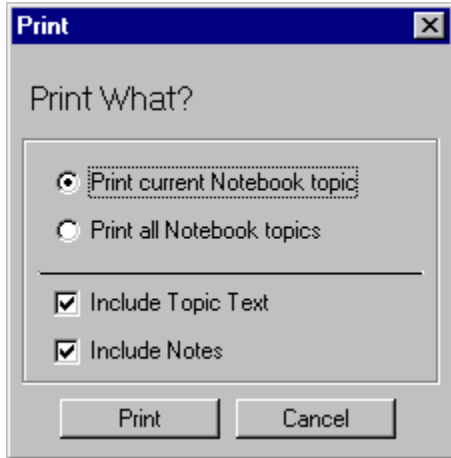 Print
Print What?
Print current Notebook topic
Print all Notebook topics
Include Topic Text
Include Notes
Print Cancel